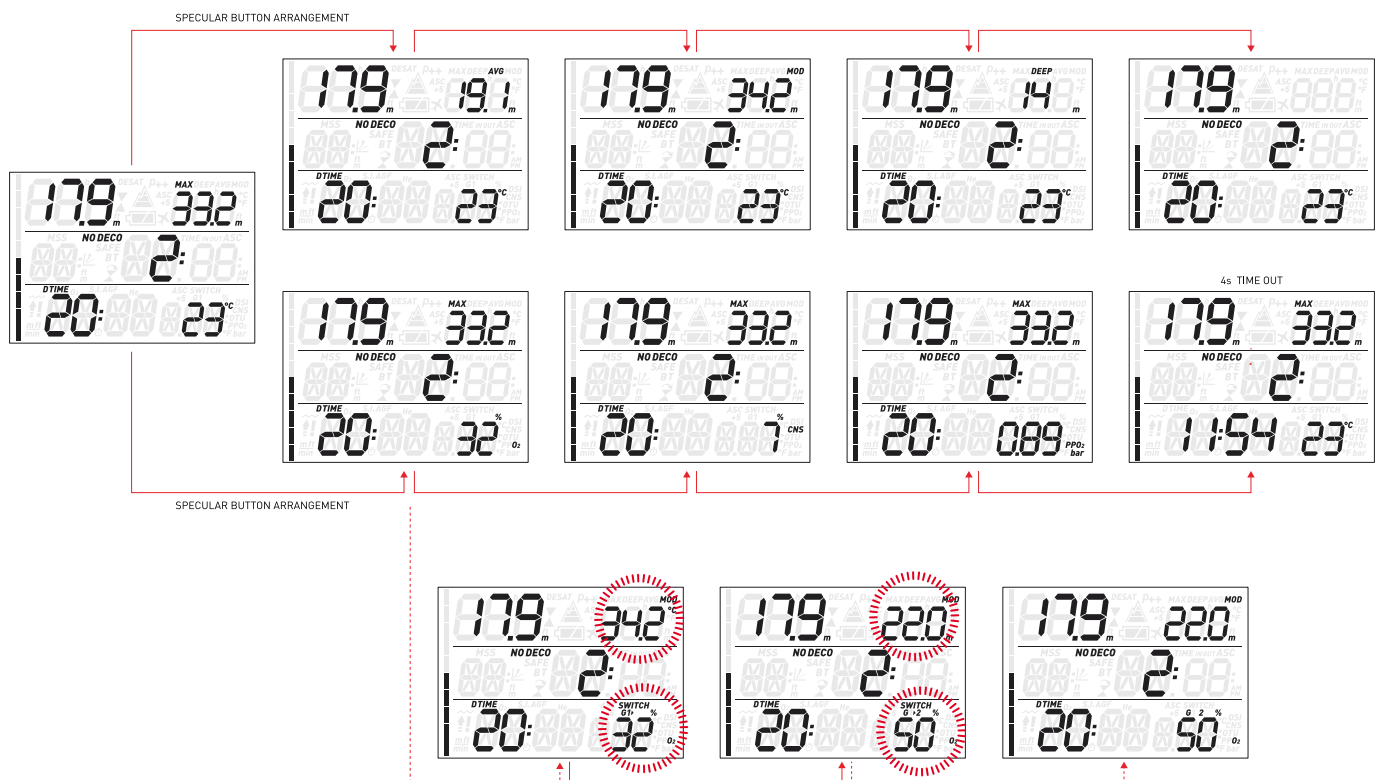 SPECULAR BUTTON ARRANGEMENT
17.9 m AVG 19.1 m
NO DECO 2:
DTIME 20: 23 °C
17.9 m MOD 34.2 m
NO DECO 2:
DTIME 20: 23 °C
17.9 m DEEP 14 m
NO DECO 2:
DTIME 20: 23 °C
17.9 m
NO DECO 2:
DTIME 20: 23 °C
17.9 m MAX 33.2 m
NO DECO 2:
DTIME 20: 23 °C
17.9 m MAX 33.2 m
NO DECO 2:
DTIME 20: 32 % O2
17.9 m MAX 33.2 m
NO DECO 2:
DTIME 20: 7 % CNS
17.9 m MAX 33.2 m
NO DECO 2:
DTIME 20: 0.89 PPO2 bar
4s TIME OUT
17.9 m MAX 33.2 m
NO DECO 2:
DTIME 11:54 23 °C
SPECULAR BUTTON ARRANGEMENT
17.9 m MOD 34.2 °C
NO DECO 2:
DTIME 20: SWITCH G1 % 32 O2
17.9 m MOD 22.0 m
NO DECO 2:
DTIME 20: SWITCH G 2 % 50 O2
17.9 m MOD 22.0 m
NO DECO 2:
DTIME 20: G 2 % 50 O2